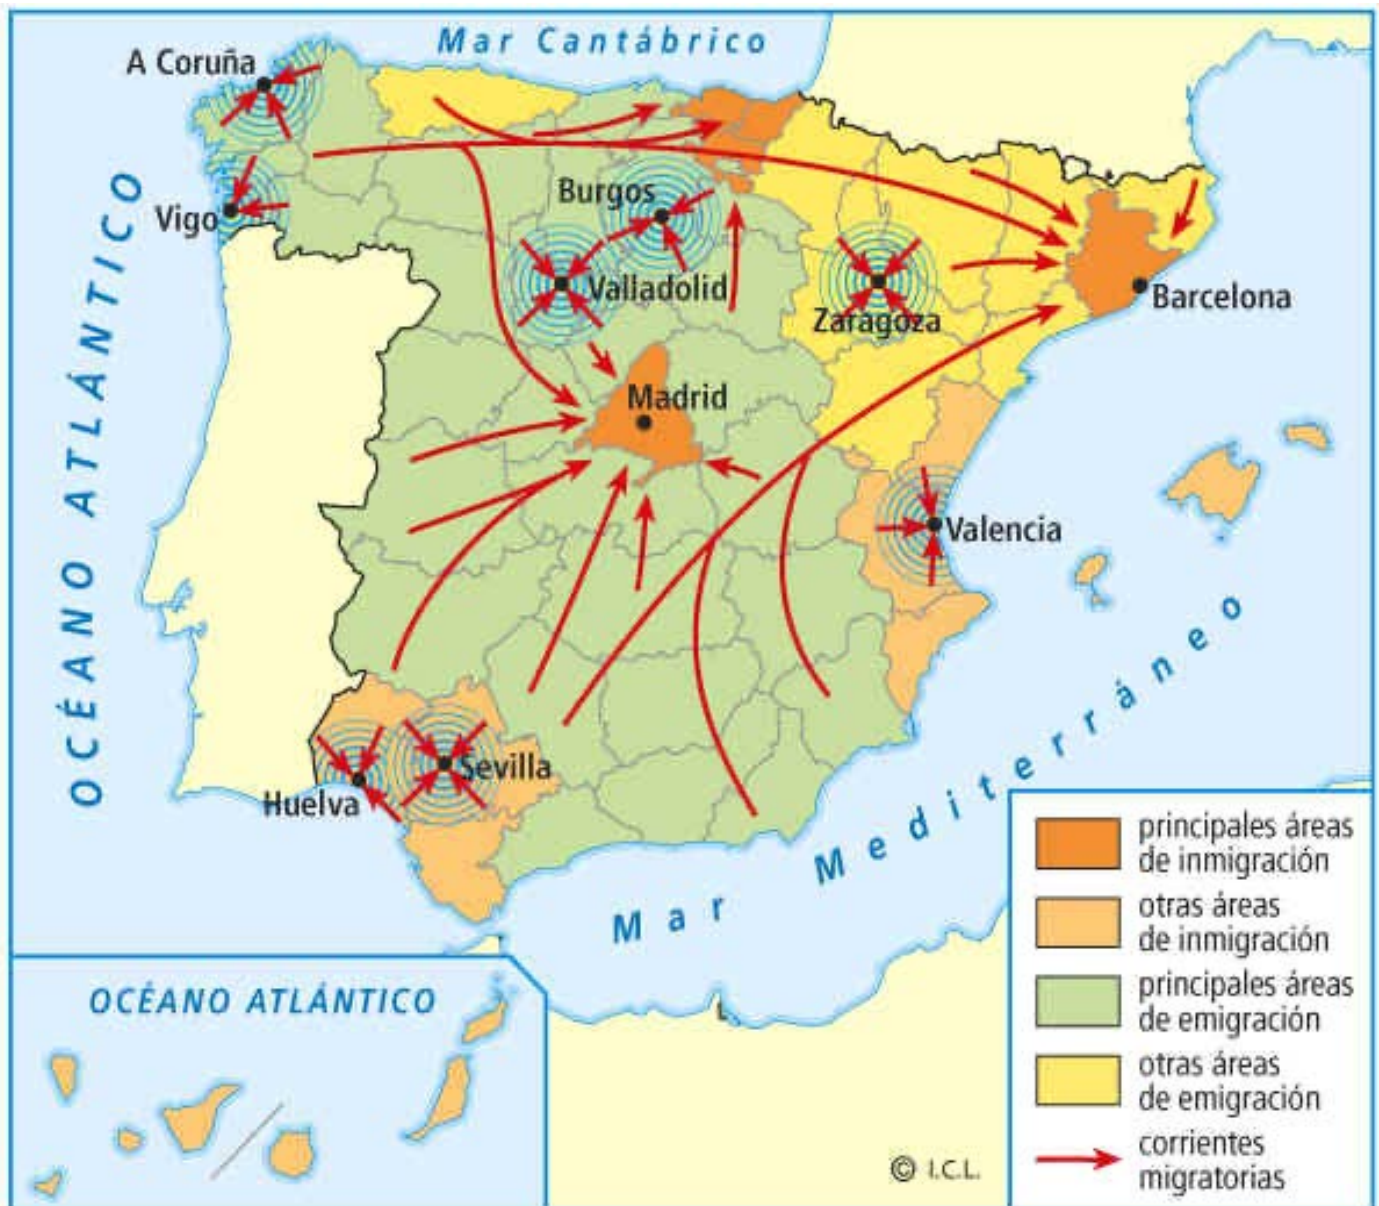 Mar Cantábrico
A Coruña
Vigo
Burgos
Valladolid
Zaragoza
Barcelona
Madrid
Valencia
Sevilla
Huelva
OCÉANO ATLÁNTICO
Mar Mediterráneo
OCÉANO ATLÁNTICO
principales áreas
de inmigración
otras áreas
de inmigración
principales áreas
de emigración
otras áreas
de emigración
corrientes
migratorias
© I.C.L.